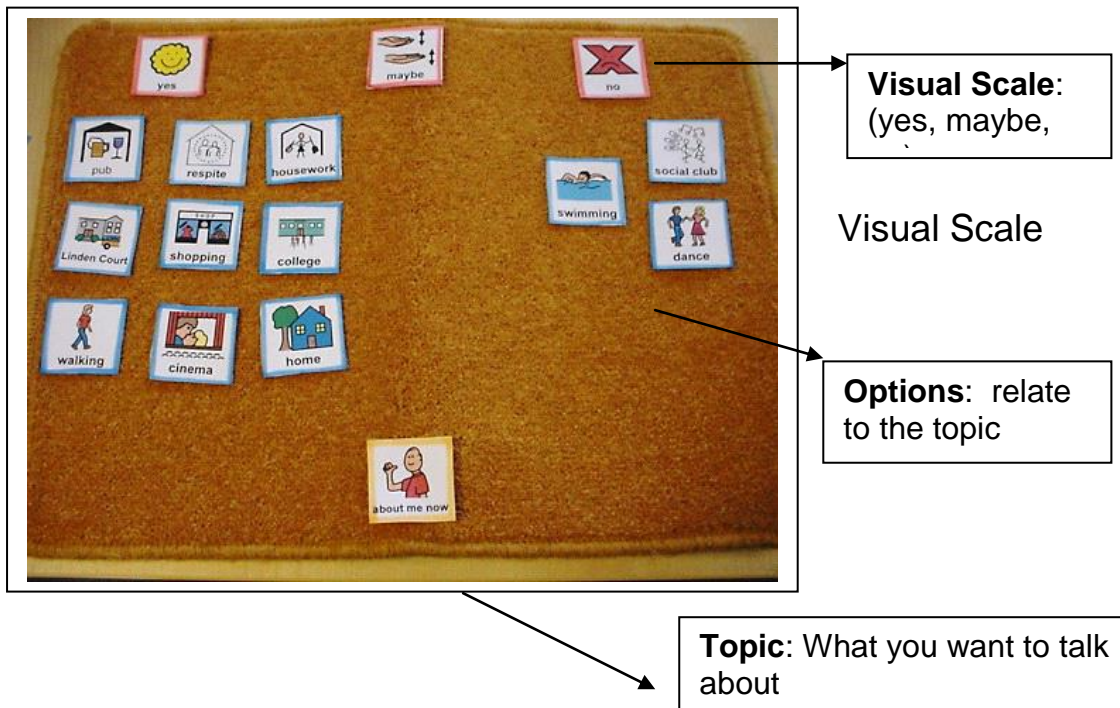 yes
maybe
no
pub
respite
housework
social club
swimming
Linden Court
shopping
college
dance
walking
cinema
home
about me now
Visual Scale:
(yes, maybe,
Visual Scale
Options: relate
to the topic
Topic: What you want to talk
about